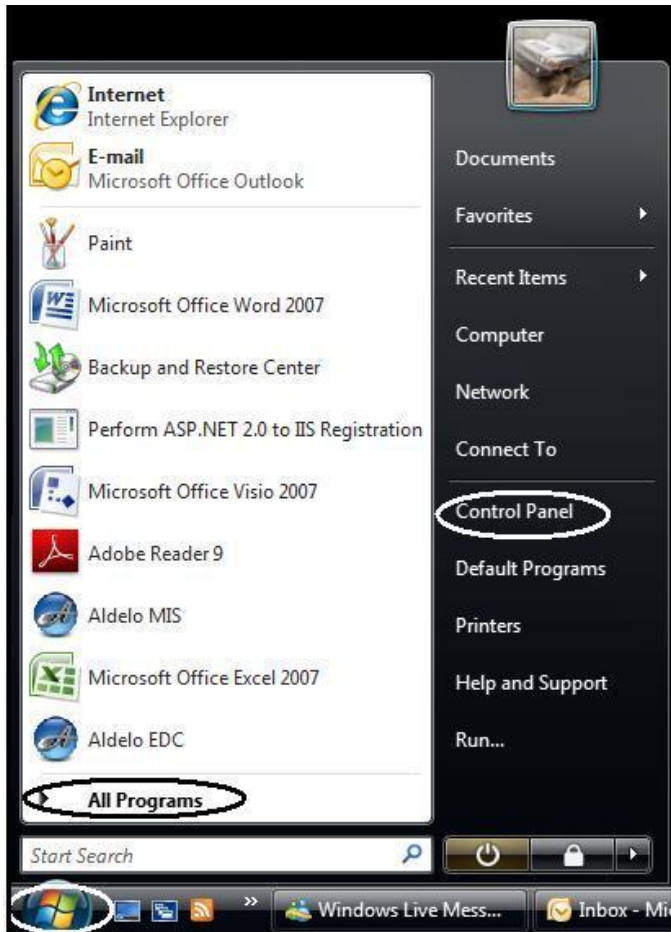 Internet
Internet Explorer
E-mail
Microsoft Office Outlook
Paint
Microsoft Office Word 2007
Backup and Restore Center
Perform ASP.NET 2.0 to IIS Registration
Microsoft Office Visio 2007
Adobe Reader 9
Aldelo MIS
Microsoft Office Excel 2007
Aldelo EDC
All Programs
Start Search
Documents
Favorites
Recent Items
Computer
Network
Connect To
Control Panel
Default Programs
Printers
Help and Support
Run...
Windows Live Mess...
Inbox - Mi